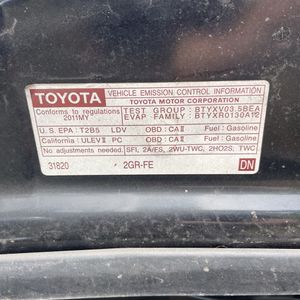 TOYOTA
VEHICLE EMISSION CONTROL INFORMATION
TOYOTA MOTOR CORPORATION
Conforms to regulations
2011MY
TEST GROUP : BTYXV03.5BEA
EVAP FAMILY : BTYXR0130A12
U.S. EPA : T2B5 LDV OBD : CAⅡ Fuel : Gasoline
California : ULEVⅡ PC OBD : CAⅡ Fuel : Gasoline
No adjustments needed. SFI, 2A/FS, 2WU-TWC, 2HO2S, TWC
31820 2GR-FE DN